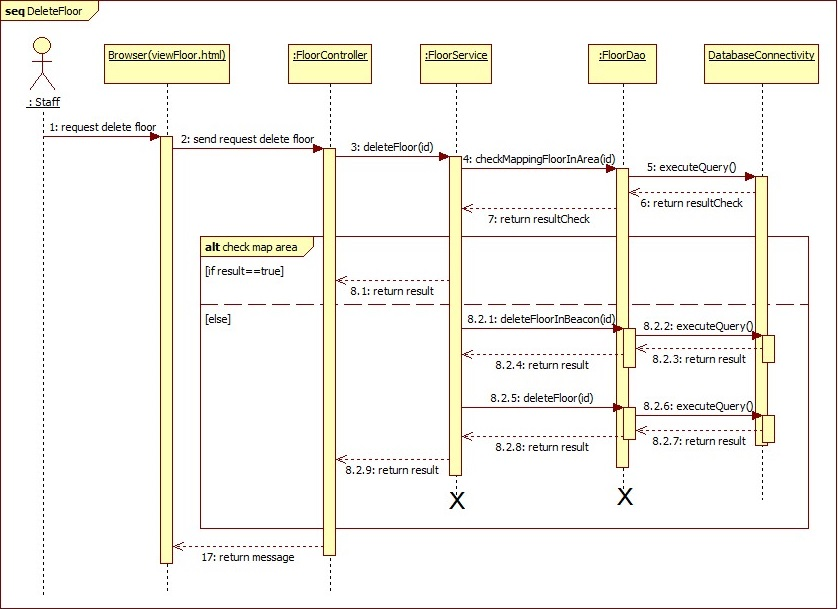 seq DeleteFloor
Browser(viewFloor.html)
:FloorController
:FloorService
:FloorDao
DatabaseConnectivity
: Staff
1: request delete floor
2: send request delete floor
3: deleteFloor(id)
4: checkMappingFloorInArea(id)
5: executeQuery()
6: return resultCheck
7: return resultCheck
alt check map area
[if result==true]
8.1: return result
[else]
8.2.1: deleteFloorInBeacon(id)
8.2.2: executeQuery()
8.2.3: return result
8.2.4: return result
8.2.5: deleteFloor(id)
8.2.6: executeQuery()
8.2.7: return result
8.2.8: return result
8.2.9: return result
X
X
17: return message